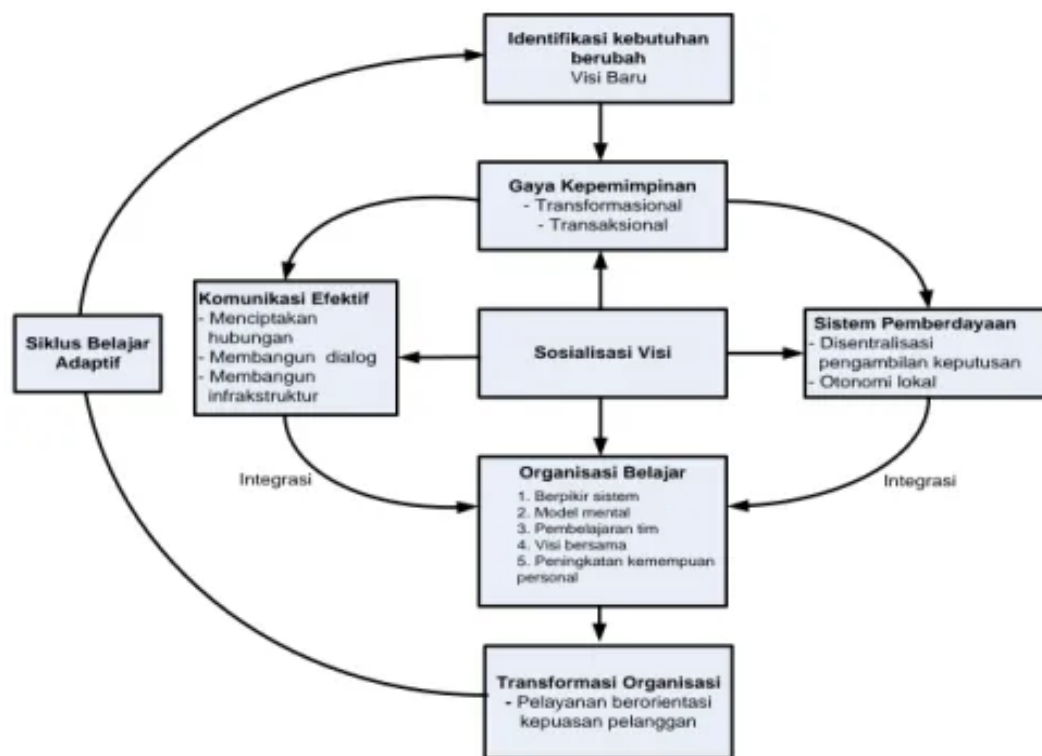 Identifikasi kebutuhan
berubah
Visi Baru
Gaya Kepemimpinan
- Transformasional
- Transaksional
Komunikasi Efektif
- Menciptakan
hubungan
- Membangun dialog
- Membangun
infrakstruktur
Siklus Belajar
Adaptif
Sosialisasi Visi
Sistem Pemberdayaan
- Disentralisasi
pengambilan keputusan
- Otonomi lokal
Integrasi
Organisasi Belajar
1. Berpikir sistem
2. Model mental
3. Pembelajaran tim
4. Visi bersama
5. Peningkatan kemempuan
personal
Integrasi
Transformasi Organisasi
- Pelayanan berorientasi
kepuasan pelanggan